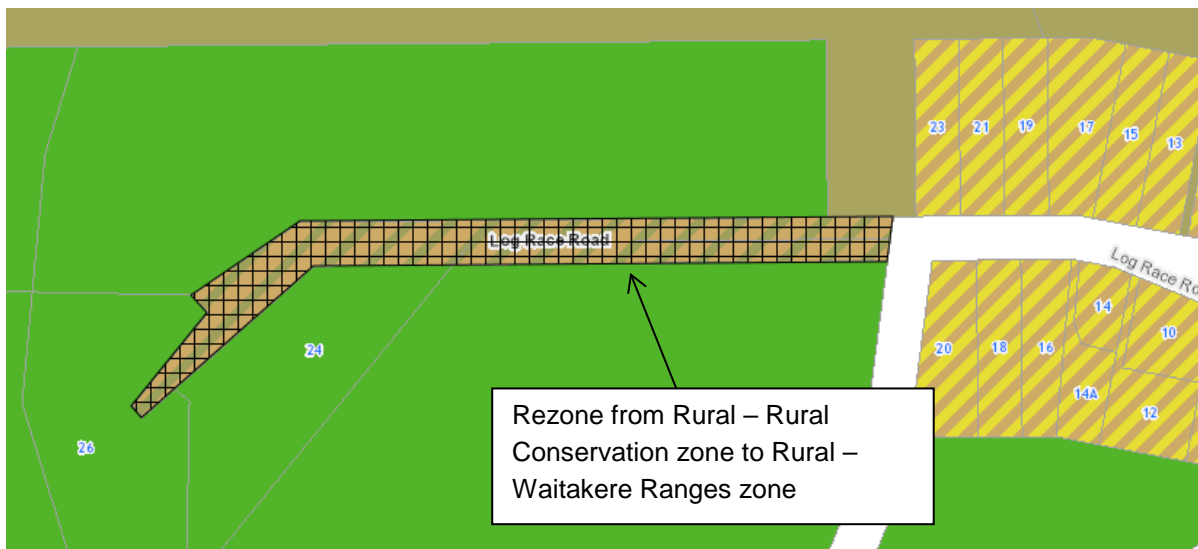 23
21
19
17
15
13
Log Race Road
Log Race Ro
14
10
20
18
16
24
14A
12
26
Rezone from Rural – Rural
Conservation zone to Rural –
Waitakere Ranges zone